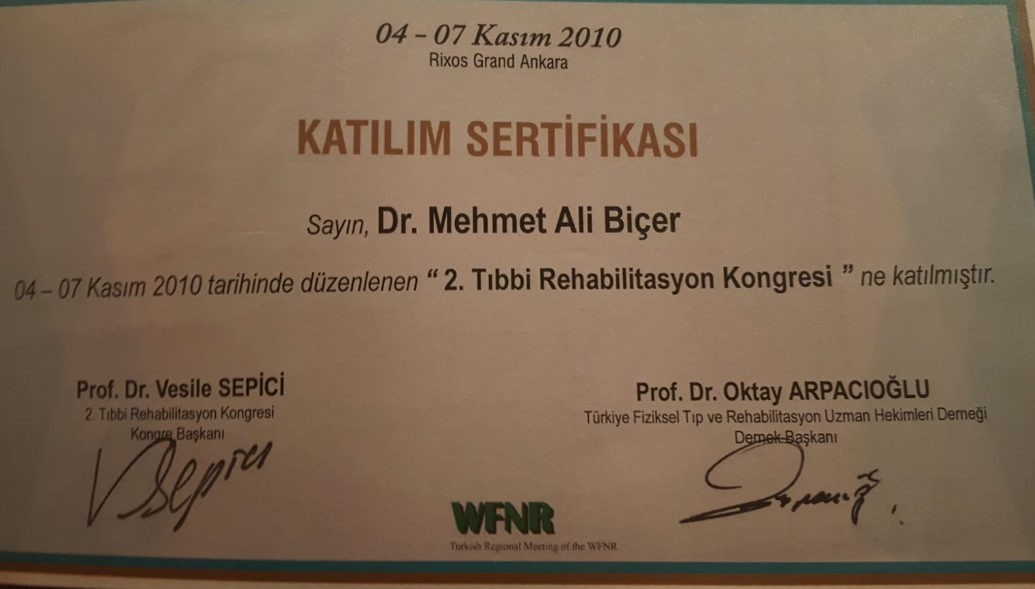 04 – 07 Kasım 2010
Rixos Grand Ankara
KATILIM SERTİFİKASI
Sayın, Dr. Mehmet Ali Biçer
04 – 07 Kasım 2010 tarihinde düzenlenen “ 2. Tıbbi Rehabilitasyon Kongresi ” ne katılmıştır.
Prof. Dr. Vesile SEPİCİ
2. Tıbbi Rehabilitasyon Kongresi
Kongre Başkanı
VSepici
Prof. Dr. Oktay ARPACIOĞLU
Türkiye Fiziksel Tıp ve Rehabilitasyon Uzman Hekimleri Derneği
Dernek Başkanı
WFNR
Turkish Regional Meeting of the WFNR